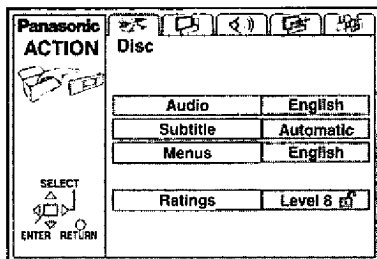 Panasonic
ACTION
Disc
Audio English
Subtitle Automatic
Menus English
Ratings Level 8
SELECT
ENTER RETURN